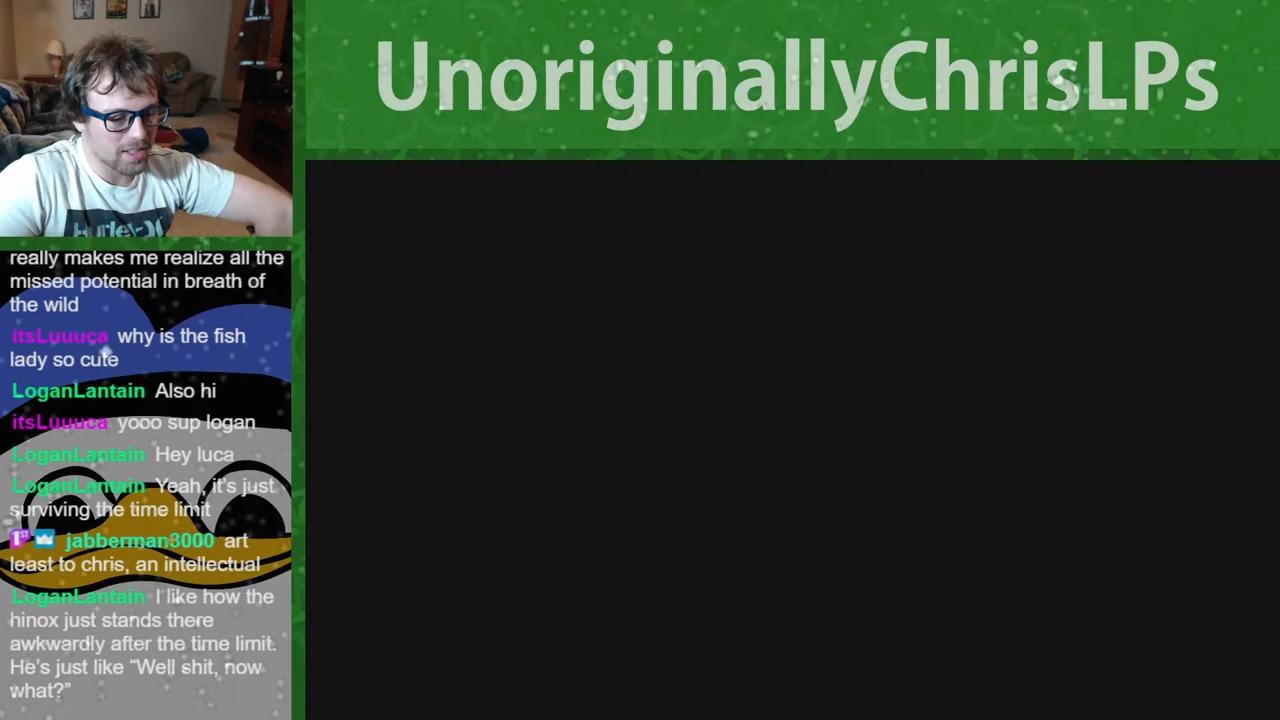 UnoriginallyChrisLPs
really makes me realize all the
missed potential in breath of
the wild
itsLuuuca why is the fish
lady so cute
LoganLantain Also hi
itsLuuuca yooo sup logan
LoganLantain Hey luca
LoganLantain Yeah, it's just
surviving the time limit
1ST jabberman3000 art
least to chris, an intellectual
LoganLantain I like how the
hinox just stands there
awkwardly after the time limit.
He's just like “Well shit, now
what?”